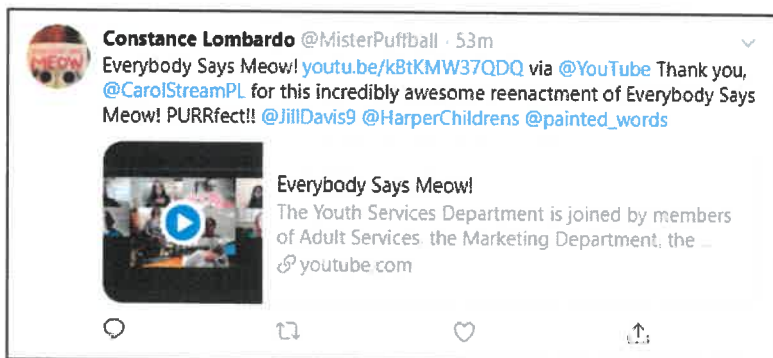 Constance Lombardo @MisterPuffball · 53m
MEOW
Everybody Says Meow! youtu.be/kBtKMW37QDQ via @YouTube Thank you,
@CarolStreamPL for this incredibly awesome reenactment of Everybody Says
Meow! PURRfect!! @JillDavis9 @HarperChildrens @painted_words
Everybody Says Meow!
The Youth Services Department is joined by members
of Adult Services, the Marketing Department, the ...
youtube.com